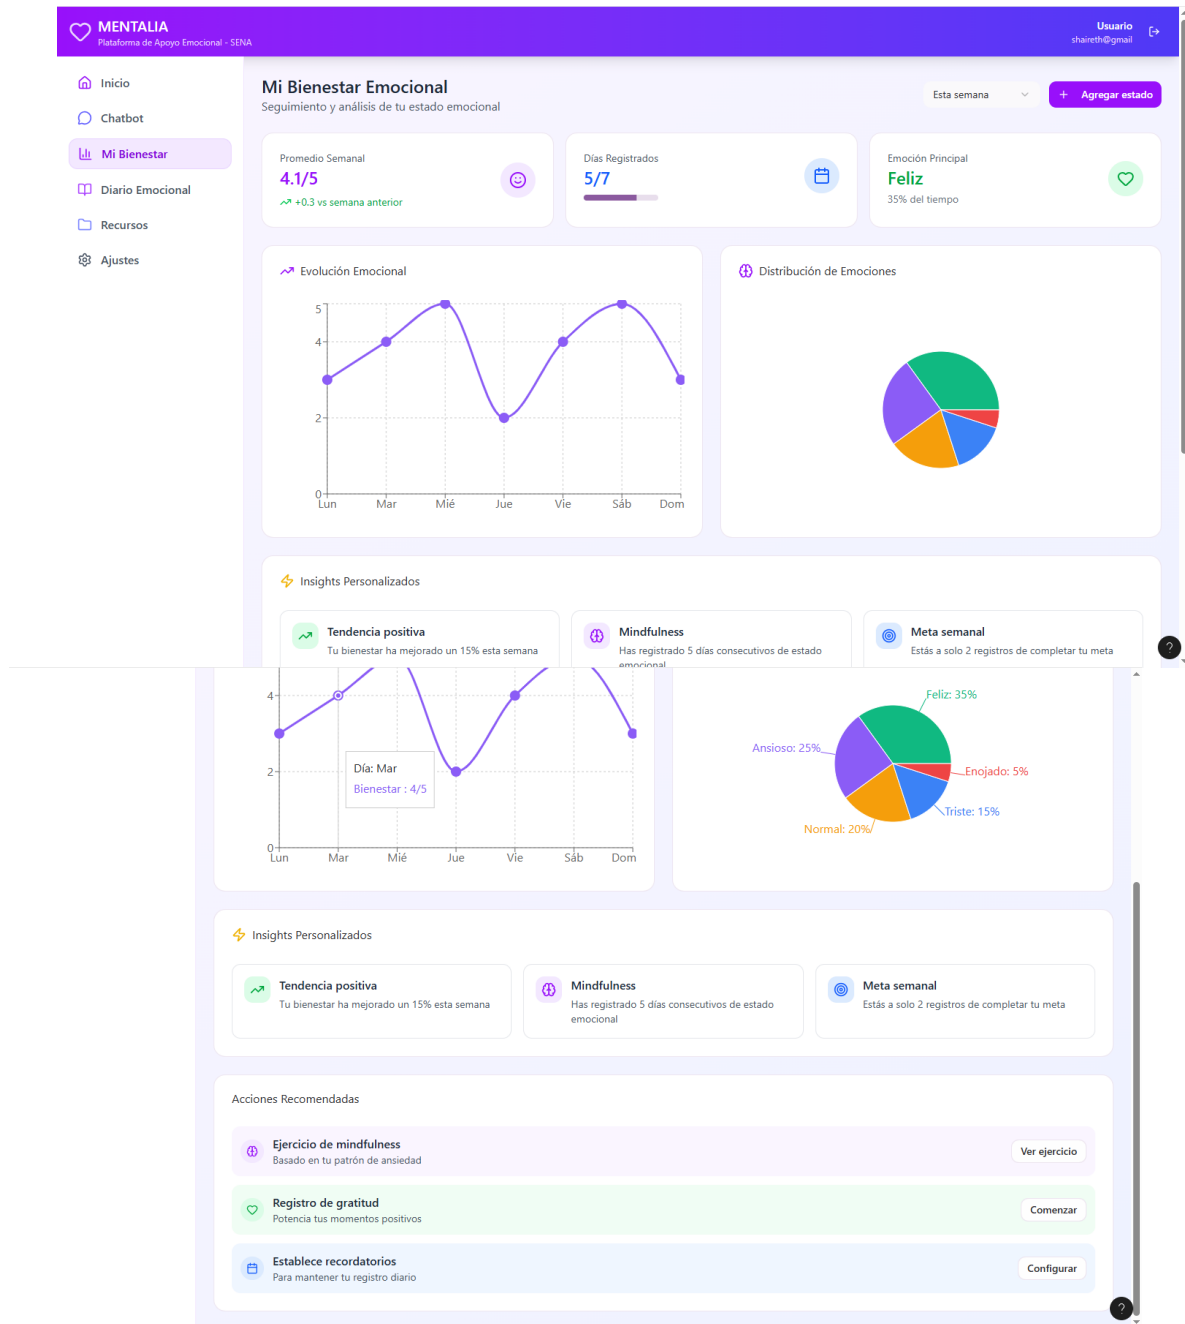 MENTALIA
Plataforma de Apoyo Emocional - SENA
Usuario
shaireth@gmail
Inicio
Chatbot
Mi Bienestar
Diario Emocional
Recursos
Ajustes
Mi Bienestar Emocional
Seguimiento y análisis de tu estado emocional
Esta semana
+ Agregar estado
Promedio Semanal
4.1/5
+0.3 vs semana anterior
Días Registrados
5/7
Emoción Principal
Feliz
35% del tiempo
Evolución Emocional
5
4
2
0
Lun Mar Mié Jue Vie Sáb Dom
Distribución de Emociones
Insights Personalizados
Tendencia positiva
Tu bienestar ha mejorado un 15% esta semana
Mindfulness
Has registrado 5 días consecutivos de estado
emocional
Meta semanal
Estás a solo 2 registros de completar tu meta
?
4
2
0
Día: Mar
Bienestar : 4/5
Lun Mar Mié Jue Vie Sáb Dom
Feliz: 35%
Ansioso: 25%
Enojado: 5%
Triste: 15%
Normal: 20%
Insights Personalizados
Tendencia positiva
Tu bienestar ha mejorado un 15% esta semana
Mindfulness
Has registrado 5 días consecutivos de estado
emocional
Meta semanal
Estás a solo 2 registros de completar tu meta
Acciones Recomendadas
Ejercicio de mindfulness
Basado en tu patrón de ansiedad
Ver ejercicio
Registro de gratitud
Potencia tus momentos positivos
Comenzar
Establece recordatorios
Para mantener tu registro diario
Configurar
?